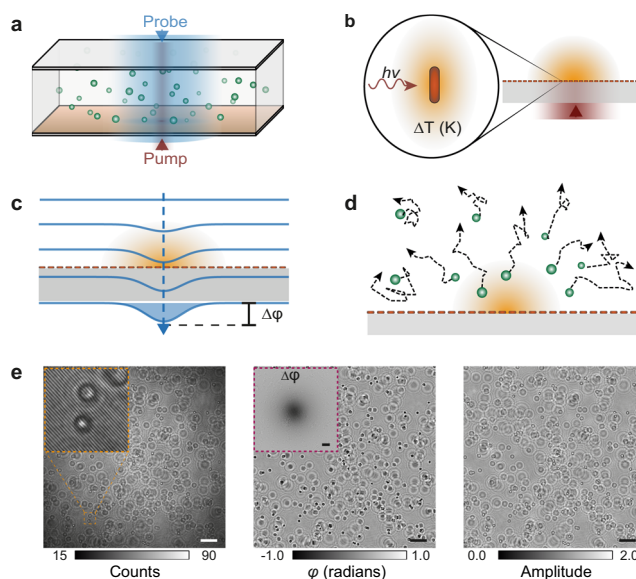 a
Probe
Pump
b
hν
ΔT (K)
c
Δφ
d
e
Δφ
15
90
Counts
-1.0
1.0
φ (radians)
0.0
2.0
Amplitude